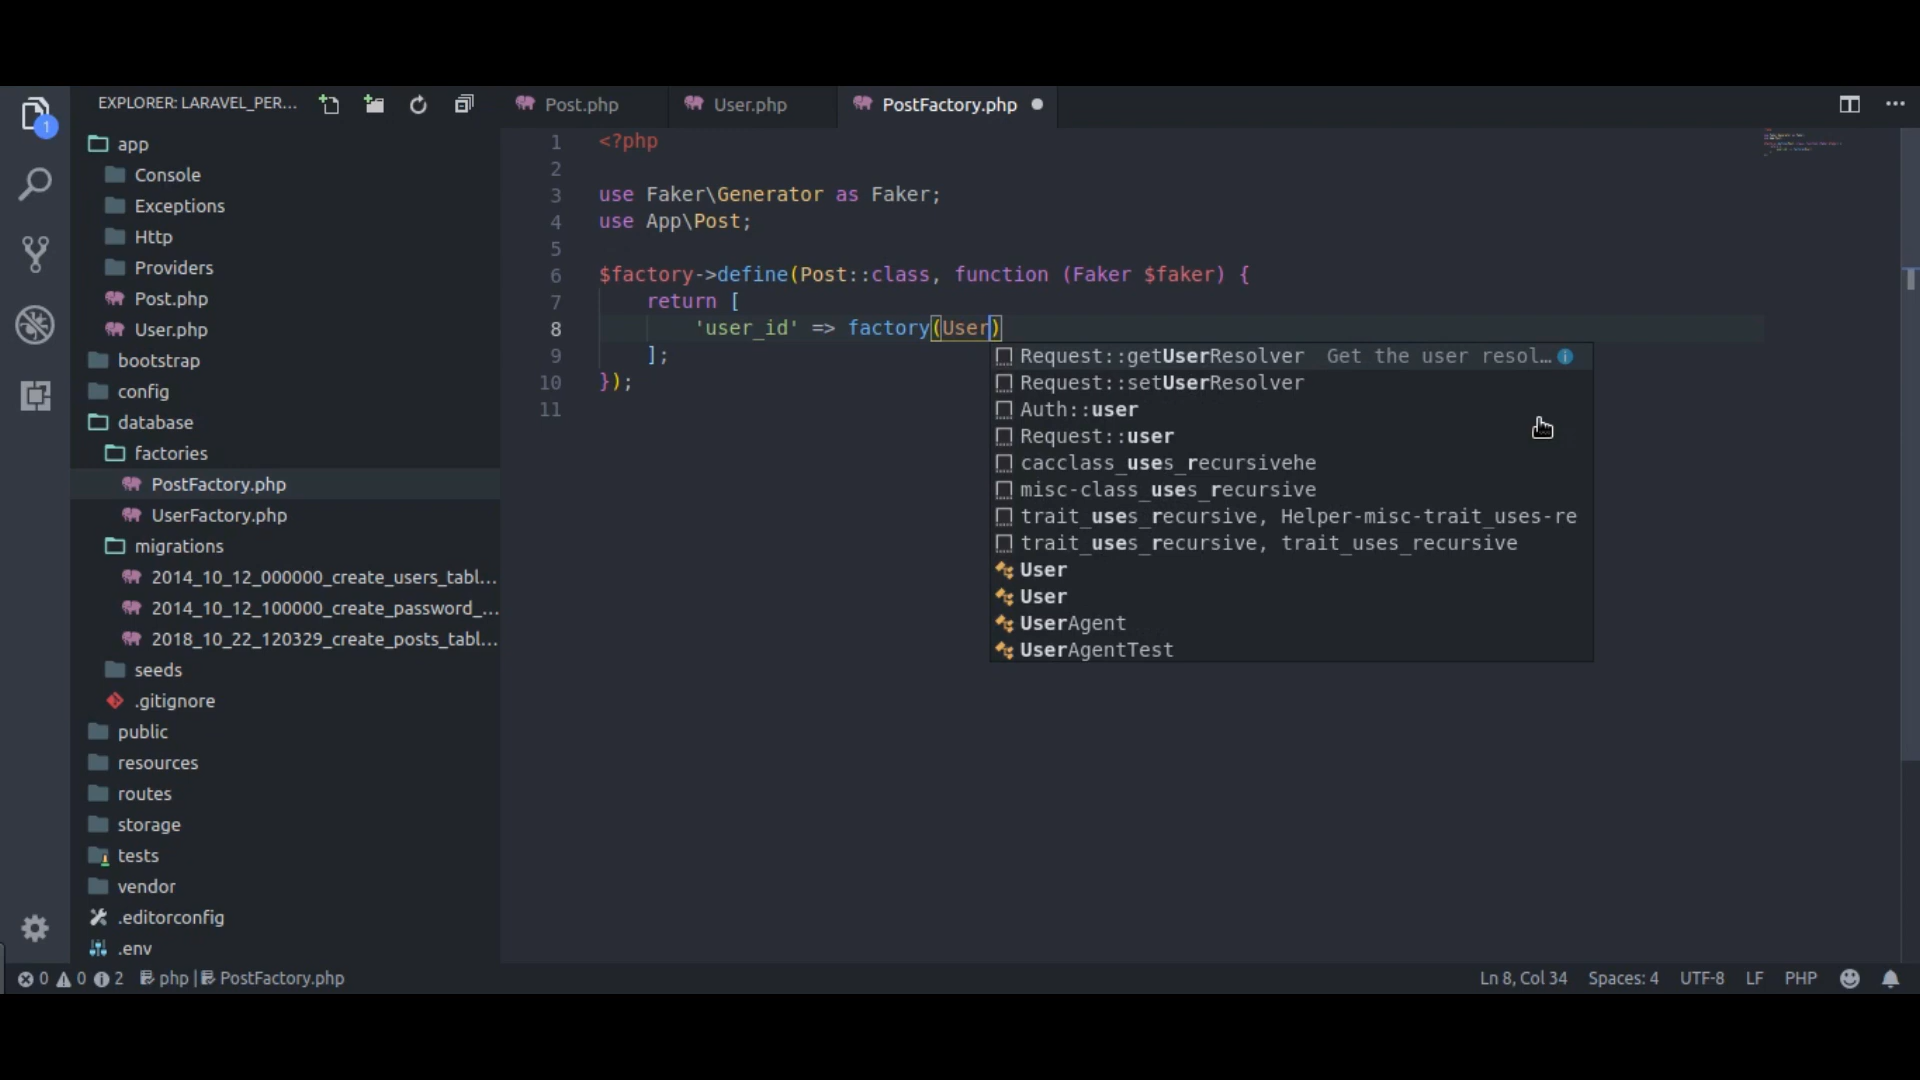 EXPLORER: LARAVEL_PER...
Post.php
User.php
PostFactory.php
1
app
Console
Exceptions
Http
Providers
Post.php
User.php
bootstrap
config
database
factories
PostFactory.php
UserFactory.php
migrations
2014_10_12_000000_create_users_tabl...
2014_10_12_100000_create_password_...
2018_10_22_120329_create_posts_tabl...
seeds
.gitignore
public
resources
routes
storage
tests
vendor
.editorconfig
.env
1 <?php
2
3 use Faker\Generator as Faker;
4 use App\Post;
5
6 $factory->define(Post::class, function (Faker $faker) {
7 return [
8 'user_id' => factory(User)
9 ];
10 });
11
Request::getUserResolver Get the user resol...
Request::setUserResolver
Auth::user
Request::user
cacclass_uses_recursivehe
misc-class_uses_recursive
trait_uses_recursive, Helper-misc-trait_uses-re
trait_uses_recursive, trait_uses_recursive
User
User
UserAgent
UserAgentTest
0 0 2 php | PostFactory.php Ln 8, Col 34 Spaces: 4 UTF-8 LF PHP